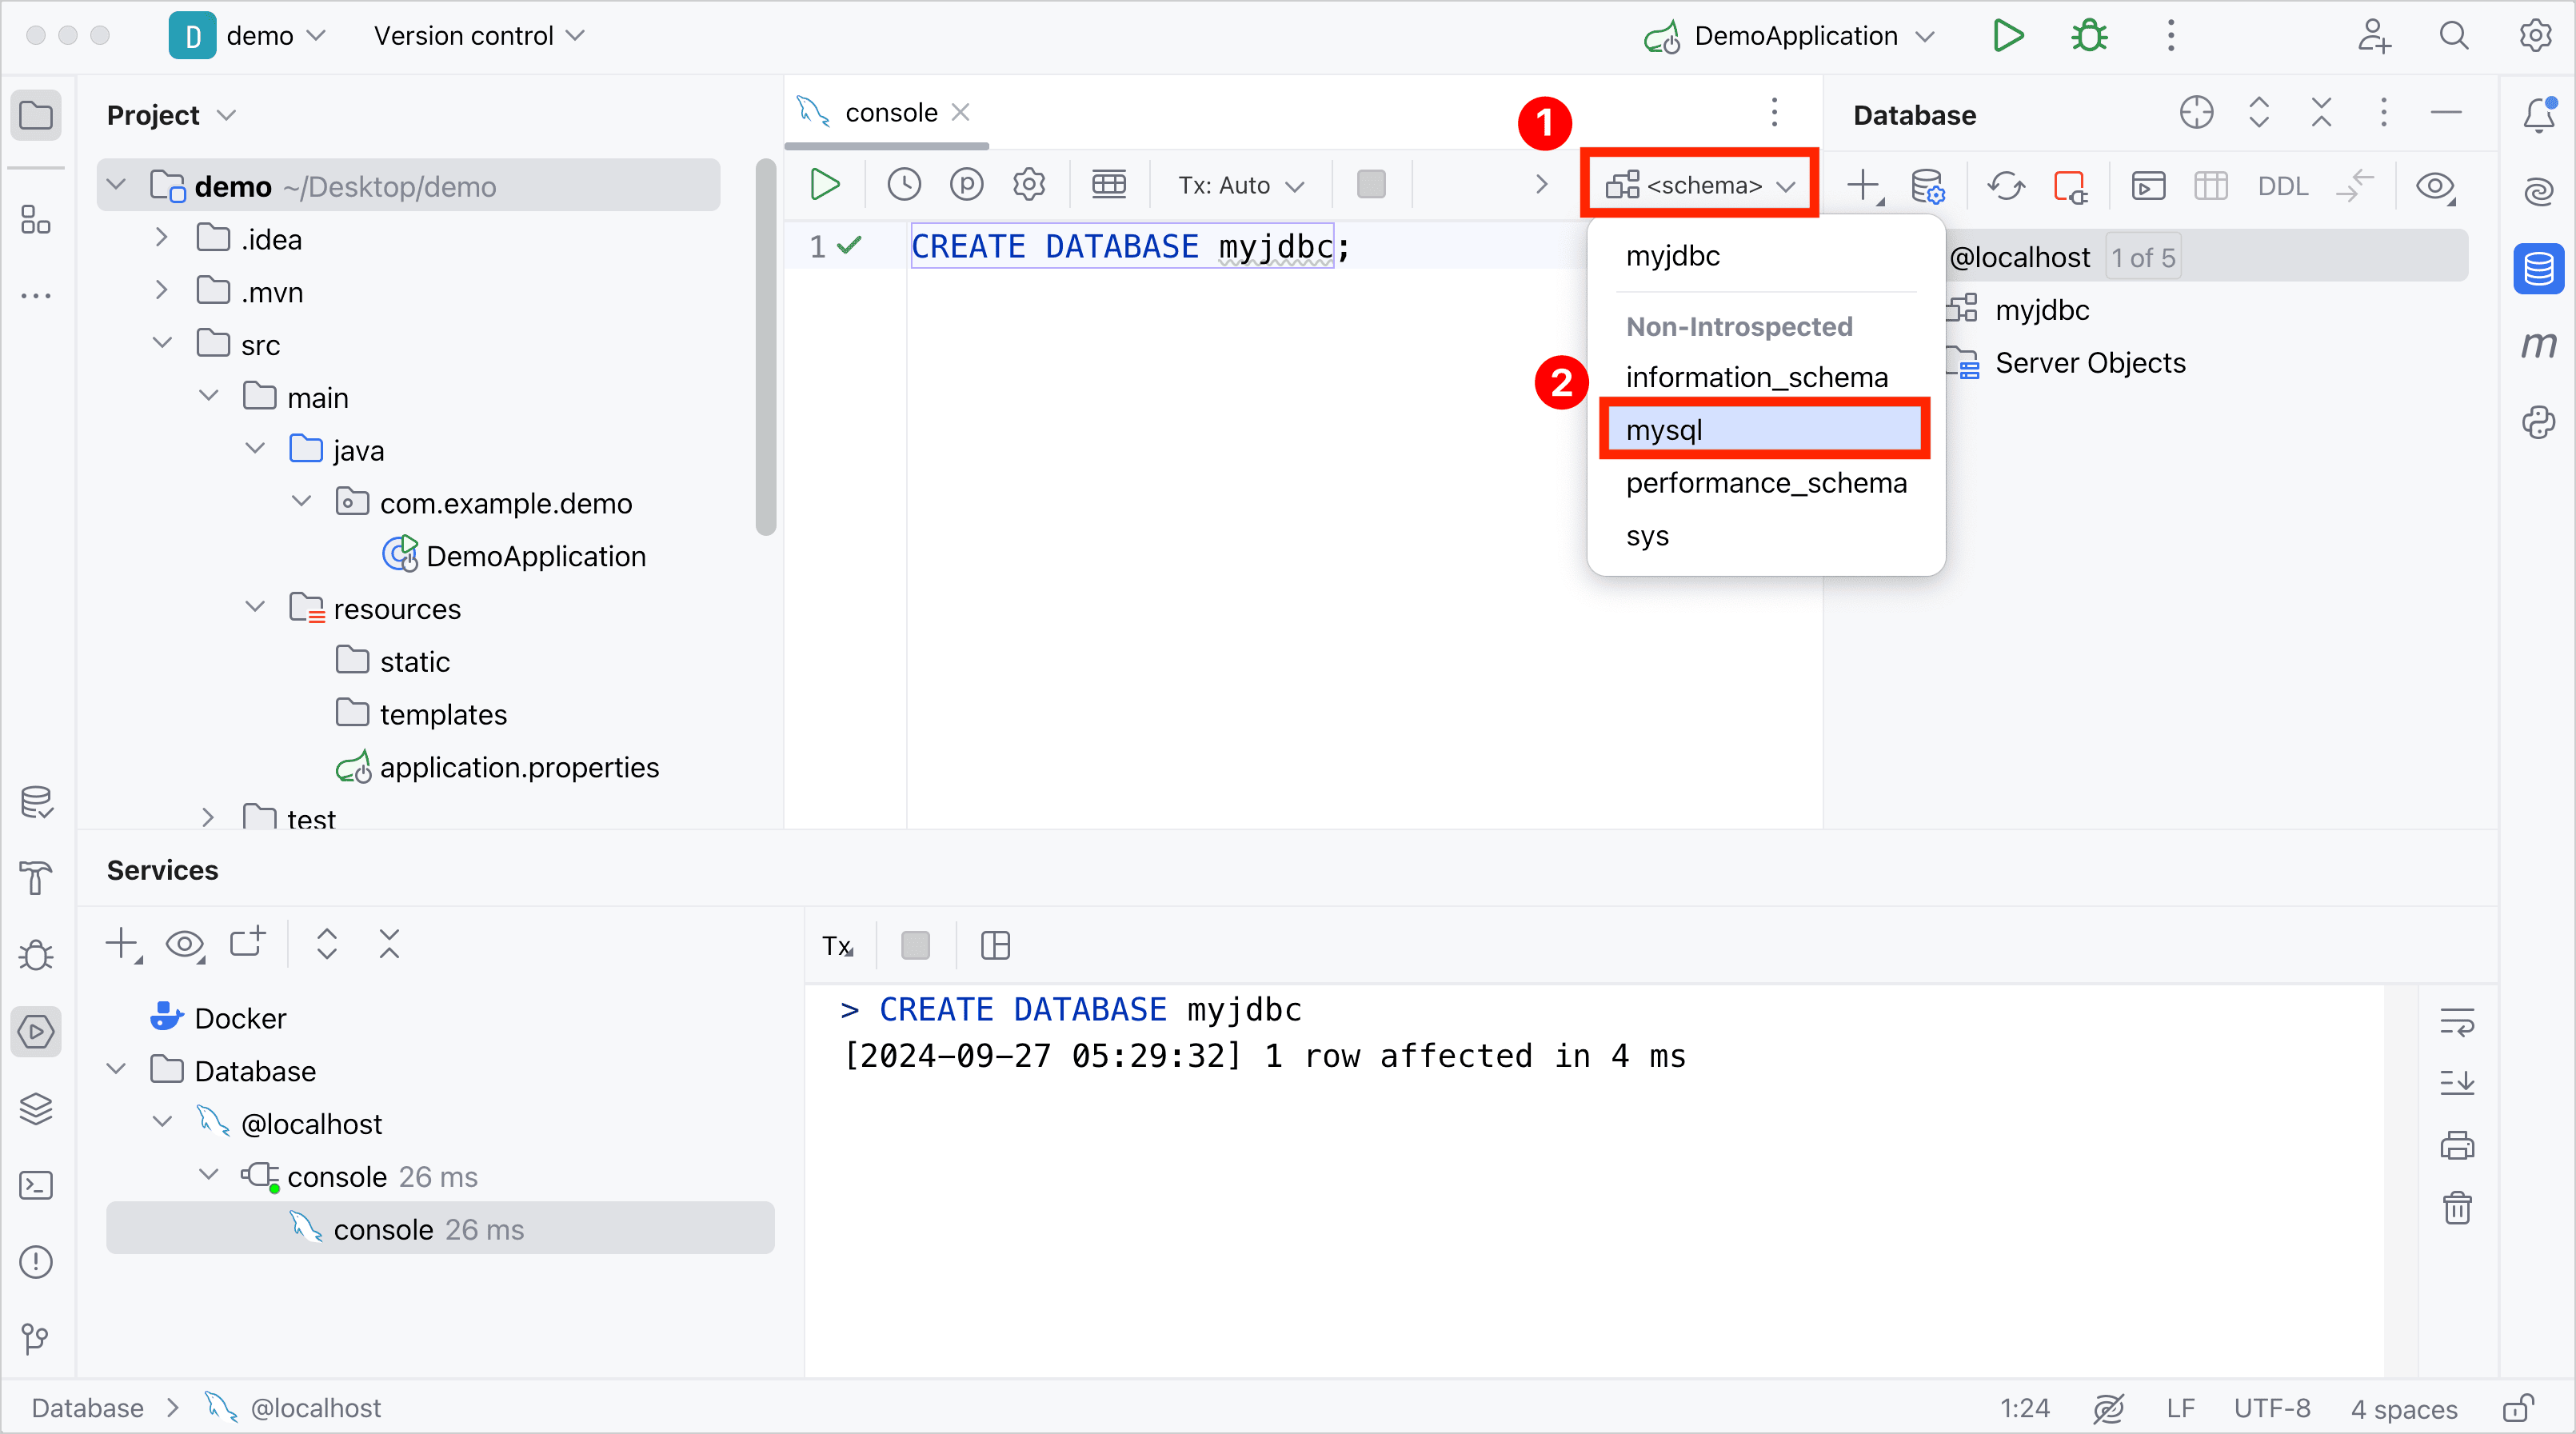 D demo Version control DemoApplication
Project
demo ~/Desktop/demo
.idea
.mvn
src
main
java
com.example.demo
DemoApplication
resources
static
templates
application.properties
test
console
1
Tx: Auto <schema>
1 CREATE DATABASE myjdbc;
myjdbc
Non-Introspected
information_schema
2
mysql
performance_schema
sys
Database
DDL
@localhost 1 of 5
myjdbc
Server Objects
m
Services
Docker
Database
@localhost
console 26 ms
console 26 ms
Tx
> CREATE DATABASE myjdbc
[2024-09-27 05:29:32] 1 row affected in 4 ms
Database > @localhost 1:24 LF UTF-8 4 spaces